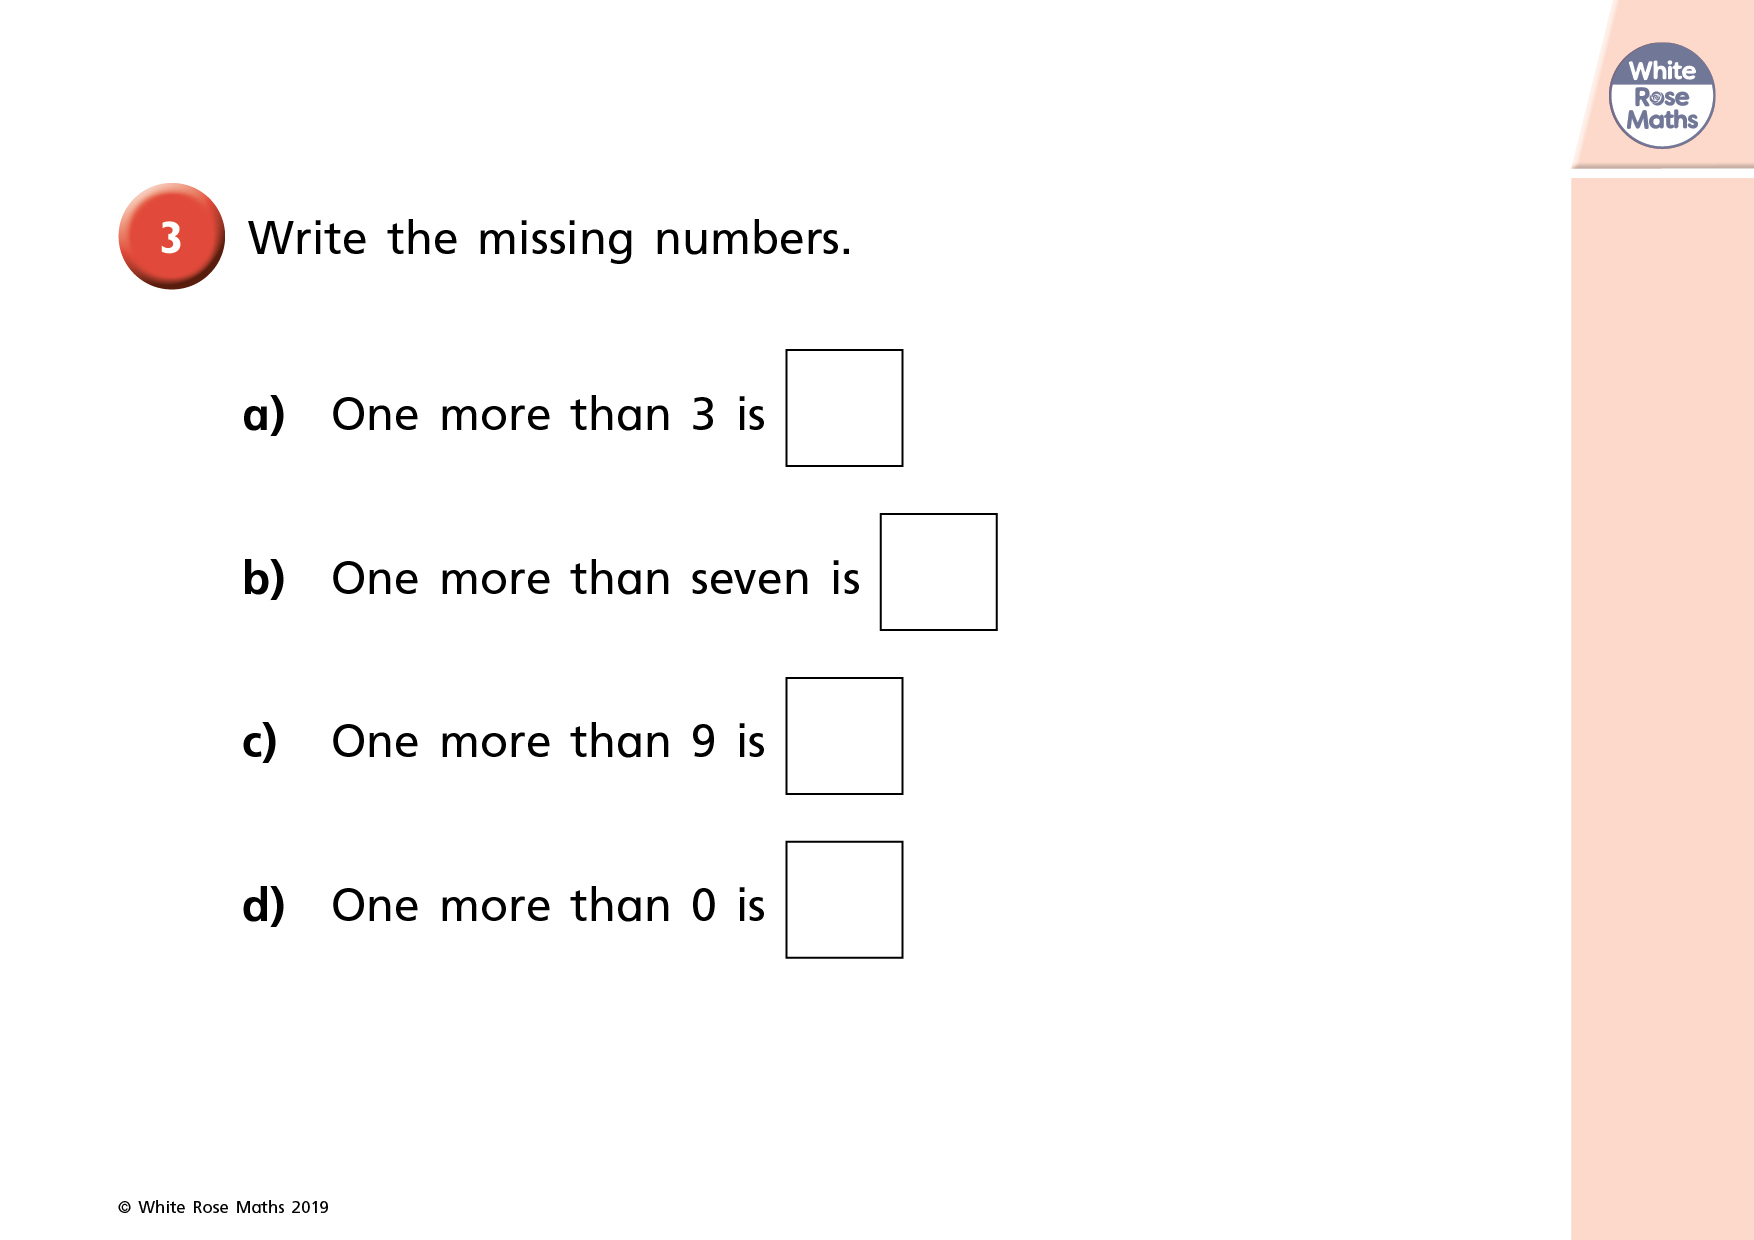 White
Rose
Maths
3 Write the missing numbers.
a) One more than 3 is
b) One more than seven is
c) One more than 9 is
d) One more than 0 is
© White Rose Maths 2019